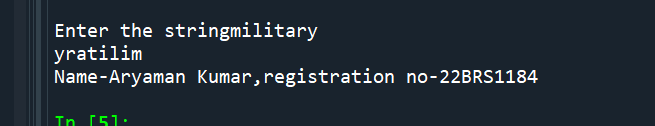 Enter the stringmilitary
yratilim
Name-Aryaman Kumar,registration no-22BRS1184
In [5]: